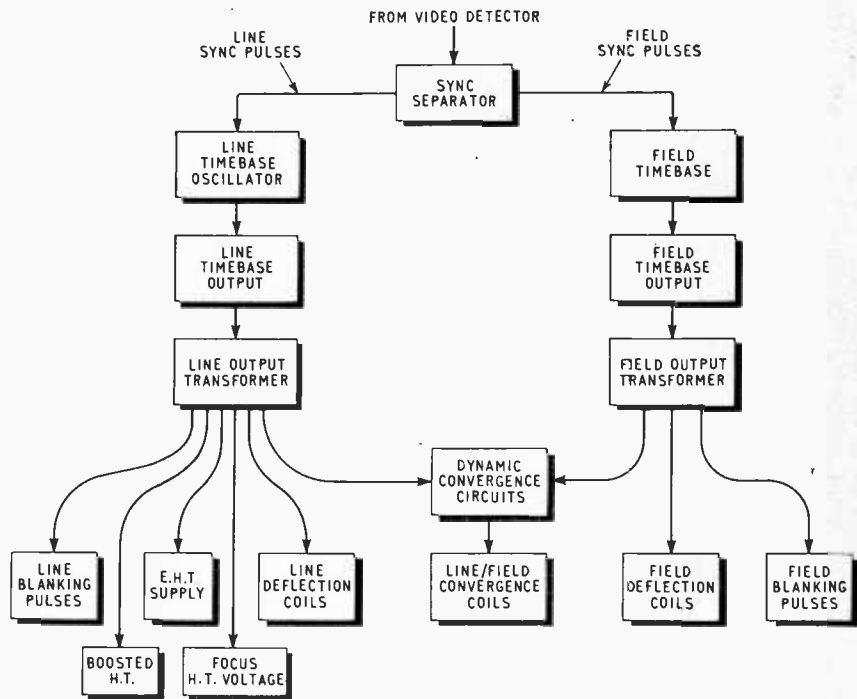 FROM VIDEO DETECTOR
LINE
SYNC PULSES
FIELD
SYNC PULSES
SYNC
SEPARATOR
LINE
TIMEBASE
OSCILLATOR
FIELD
TIMEBASE
LINE
TIMEBASE
OUTPUT
FIELD
TIMEBASE
OUTPUT
LINE OUTPUT
TRANSFORMER
FIELD OUTPUT
TRANSFORMER
DYNAMIC
CONVERGENCE
CIRCUITS
LINE
BLANKING
PULSES
E.H.T
SUPPLY
LINE
DEFLECTION
COILS
LINE/FIELD
CONVERGENCE
COILS
FIELD
DEFLECTION
COILS
FIELD
BLANKING
PULSES
BOOSTED
H.T.
FOCUS
H.T. VOLTAGE